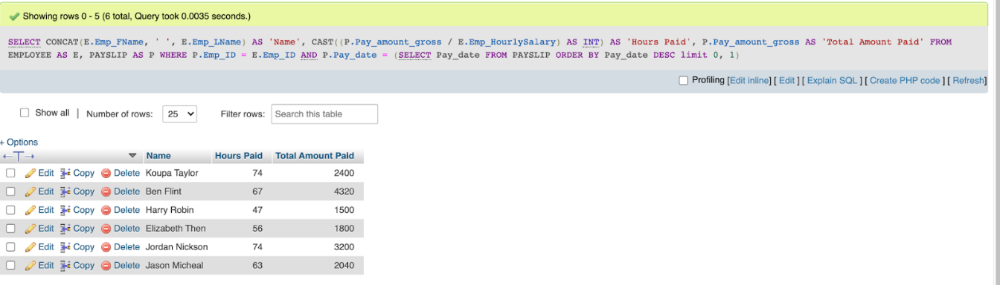 Showing rows 0 - 5 (6 total, Query took 0.0035 seconds.)
SELECT CONCAT(E.Emp_FName, ' ', E.Emp_LName) AS 'Name', CAST((P.Pay_amount_gross / E.Emp_HourlySalary) AS INT) AS 'Hours Paid', P.Pay_amount_gross AS 'Total Amount Paid' FROM
EMPLOYEE AS E, PAYSLIP AS P WHERE P.Emp_ID = E.Emp_ID AND P.Pay_date = (SELECT Pay_date FROM PAYSLIP ORDER BY Pay_date DESC limit 0, 1)
Profiling [Edit inline] [ Edit ] [ Explain SQL ] [ Create PHP code ] [ Refresh]
Show all | Number of rows: 25 Filter rows: Search this table
+ Options
←T→ Name Hours Paid Total Amount Paid
Edit Copy Delete Koupa Taylor 74 2400
Edit Copy Delete Ben Flint 67 4320
Edit Copy Delete Harry Robin 47 1500
Edit Copy Delete Elizabeth Then 56 1800
Edit Copy Delete Jordan Nickson 74 3200
Edit Copy Delete Jason Micheal 63 2040